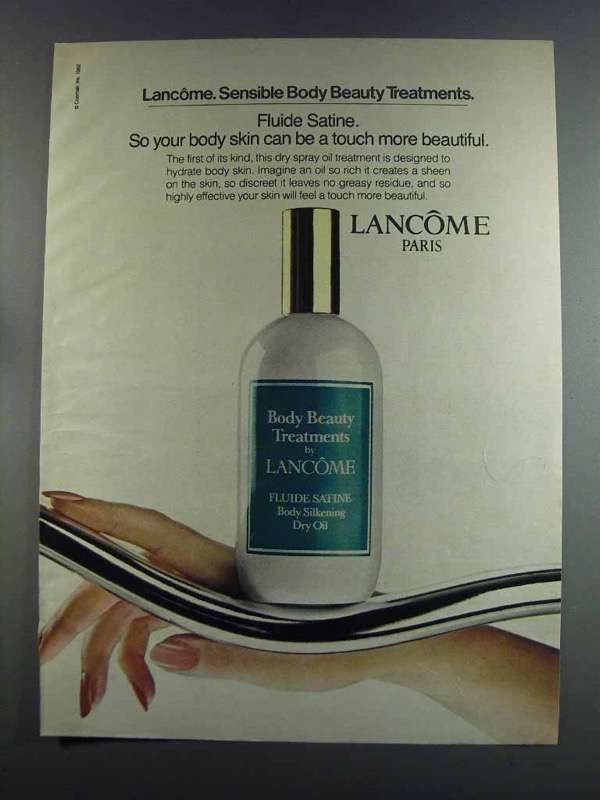 © Cosmair, Inc. 1982
Lancôme. Sensible Body Beauty Treatments.
Fluide Satine.
So your body skin can be a touch more beautiful.
The first of its kind, this dry spray oil treatment is designed to
hydrate body skin. Imagine an oil so rich it creates a sheen
on the skin, so discreet it leaves no greasy residue, and so
highly effective your skin will feel a touch more beautiful.
LANCÔME
PARIS
Body Beauty
Treatments
by
LANCÔME
FLUIDE SATINE
Body Silkening
Dry Oil